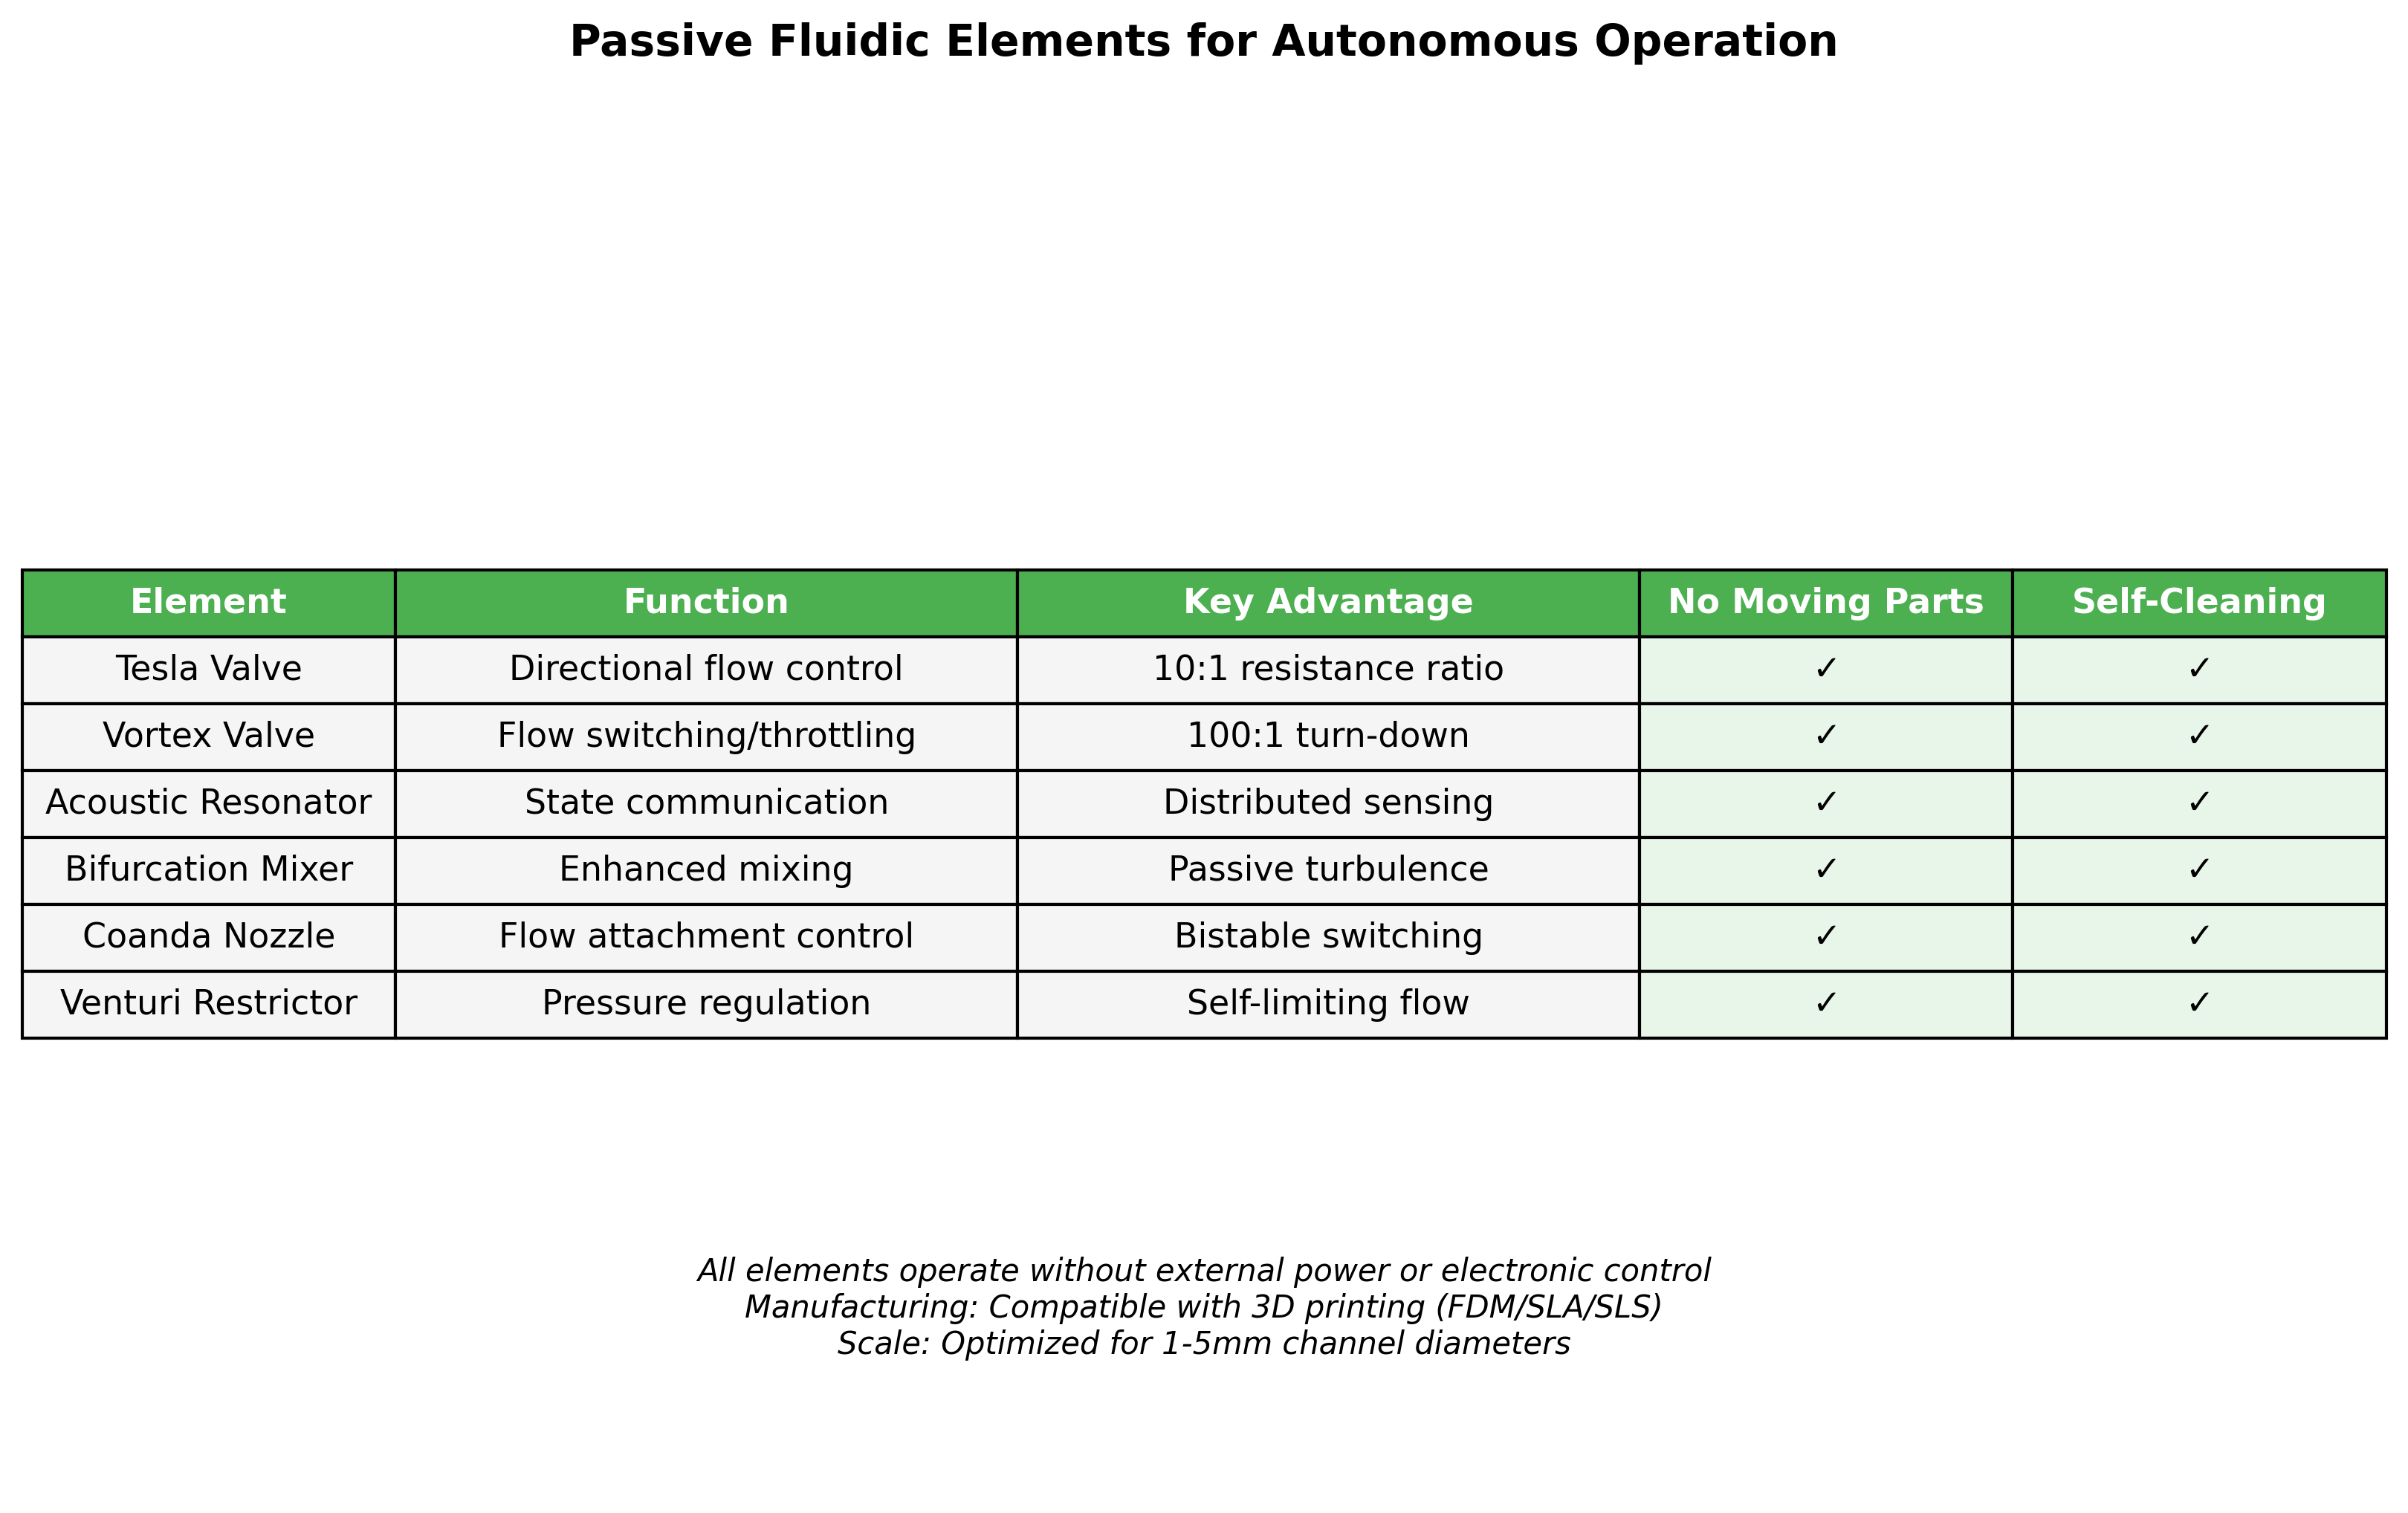 Passive Fluidic Elements for Autonomous Operation
Element Function Key Advantage No Moving Parts Self-Cleaning
Tesla Valve Directional flow control 10:1 resistance ratio ✓ ✓
Vortex Valve Flow switching/throttling 100:1 turn-down ✓ ✓
Acoustic Resonator State communication Distributed sensing ✓ ✓
Bifurcation Mixer Enhanced mixing Passive turbulence ✓ ✓
Coanda Nozzle Flow attachment control Bistable switching ✓ ✓
Venturi Restrictor Pressure regulation Self-limiting flow ✓ ✓
All elements operate without external power or electronic control
Manufacturing: Compatible with 3D printing (FDM/SLA/SLS)
Scale: Optimized for 1-5mm channel diameters